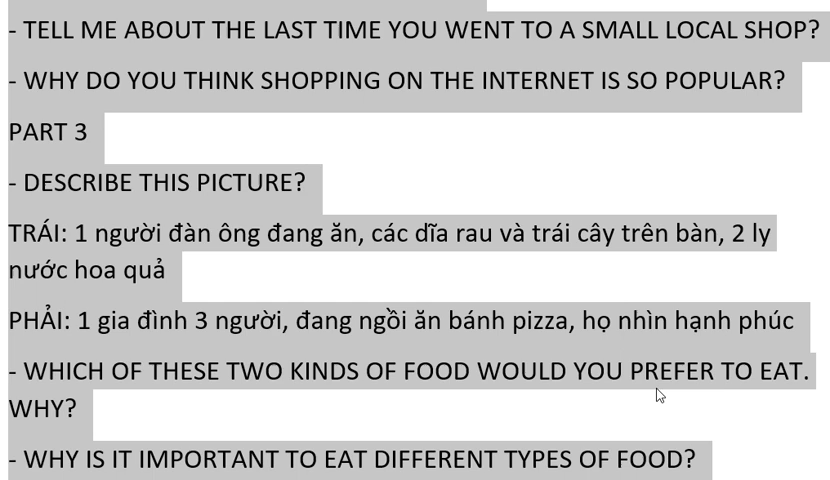 - TELL ME ABOUT THE LAST TIME YOU WENT TO A SMALL LOCAL SHOP?
- WHY DO YOU THINK SHOPPING ON THE INTERNET IS SO POPULAR?
PART 3
- DESCRIBE THIS PICTURE?
TRÁI: 1 người đàn ông đang ăn, các dĩa rau và trái cây trên bàn, 2 ly
nước hoa quả
PHẢI: 1 gia đình 3 người, đang ngồi ăn bánh pizza, họ nhìn hạnh phúc
- WHICH OF THESE TWO KINDS OF FOOD WOULD YOU PREFER TO EAT.
WHY?
- WHY IS IT IMPORTANT TO EAT DIFFERENT TYPES OF FOOD?